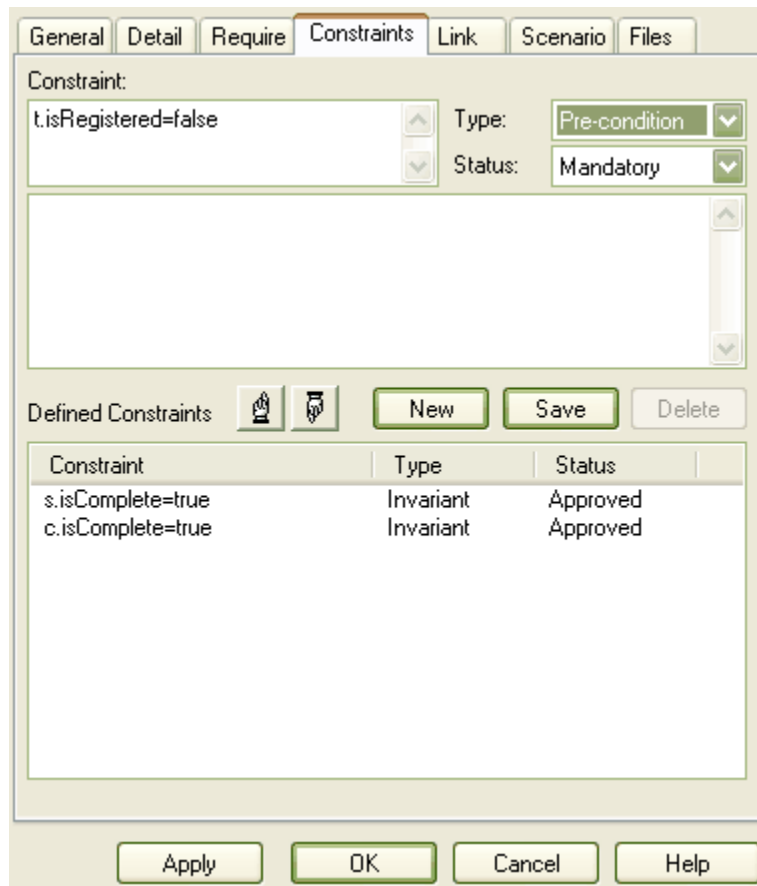 General Detail Require Constraints Link Scenario Files
Constraint:
t.isRegistered=false
Type: Pre-condition
Status: Mandatory
Defined Constraints New Save Delete
Constraint Type Status
s.isComplete=true Invariant Approved
c.isComplete=true Invariant Approved
Apply OK Cancel Help